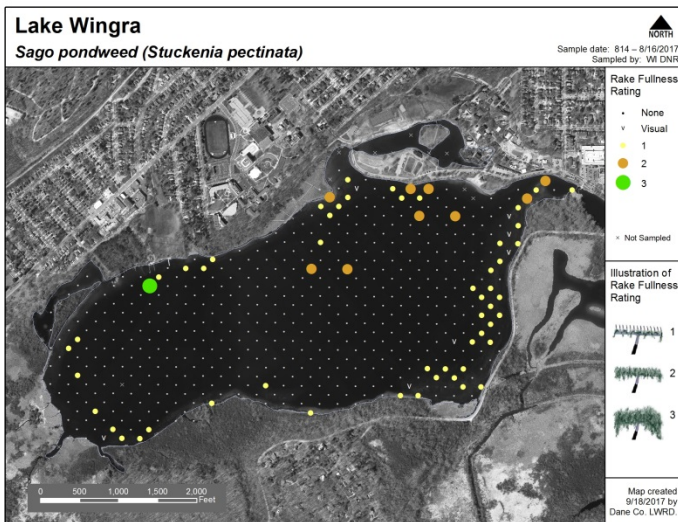 Lake Wingra
Sago pondweed (Stuckenia pectinata)
NORTH
Sample date: 814 – 8/16/2017
Sampled by: WI DNR
Rake Fullness
Rating
None
v Visual
1
2
3
× Not Sampled
Illustration of
Rake Fullness
Rating
1
2
3
0 500 1,000 1,500 2,000
Feet
Map created
9/18/2017 by
Dane Co. LWRD.